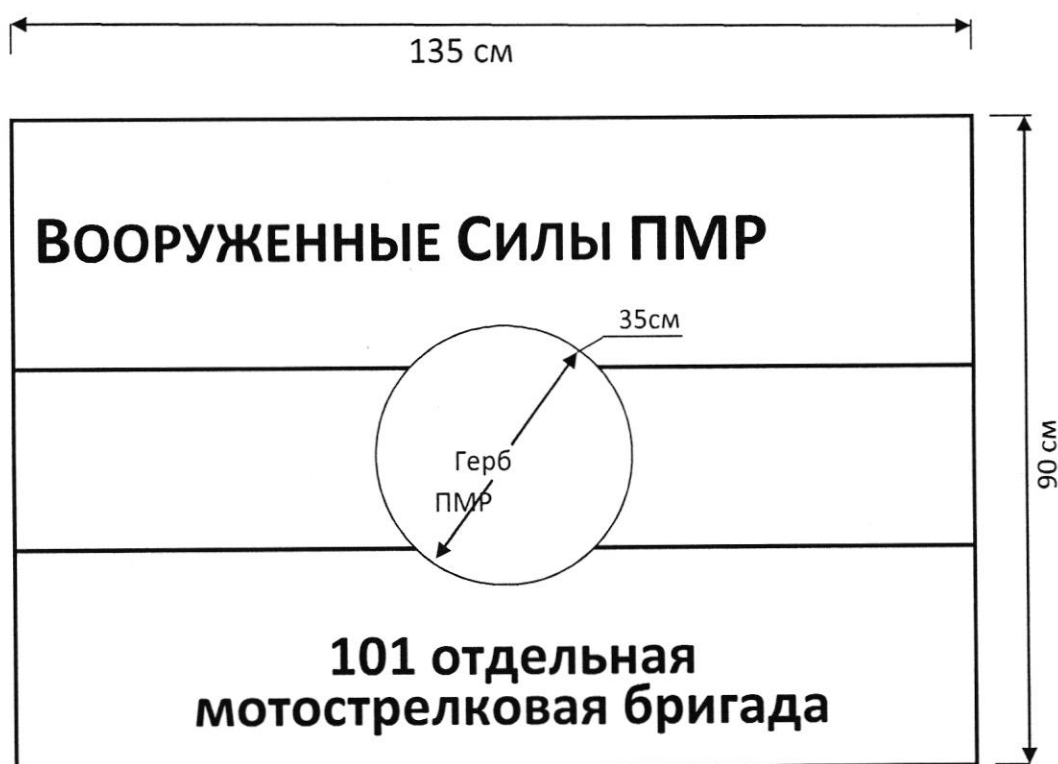 135 см
ВООРУЖЕННЫЕ СИЛЫ ПМР
35см
Герб
ПМР
90 см
101 отдельная
мотострелковая бригада